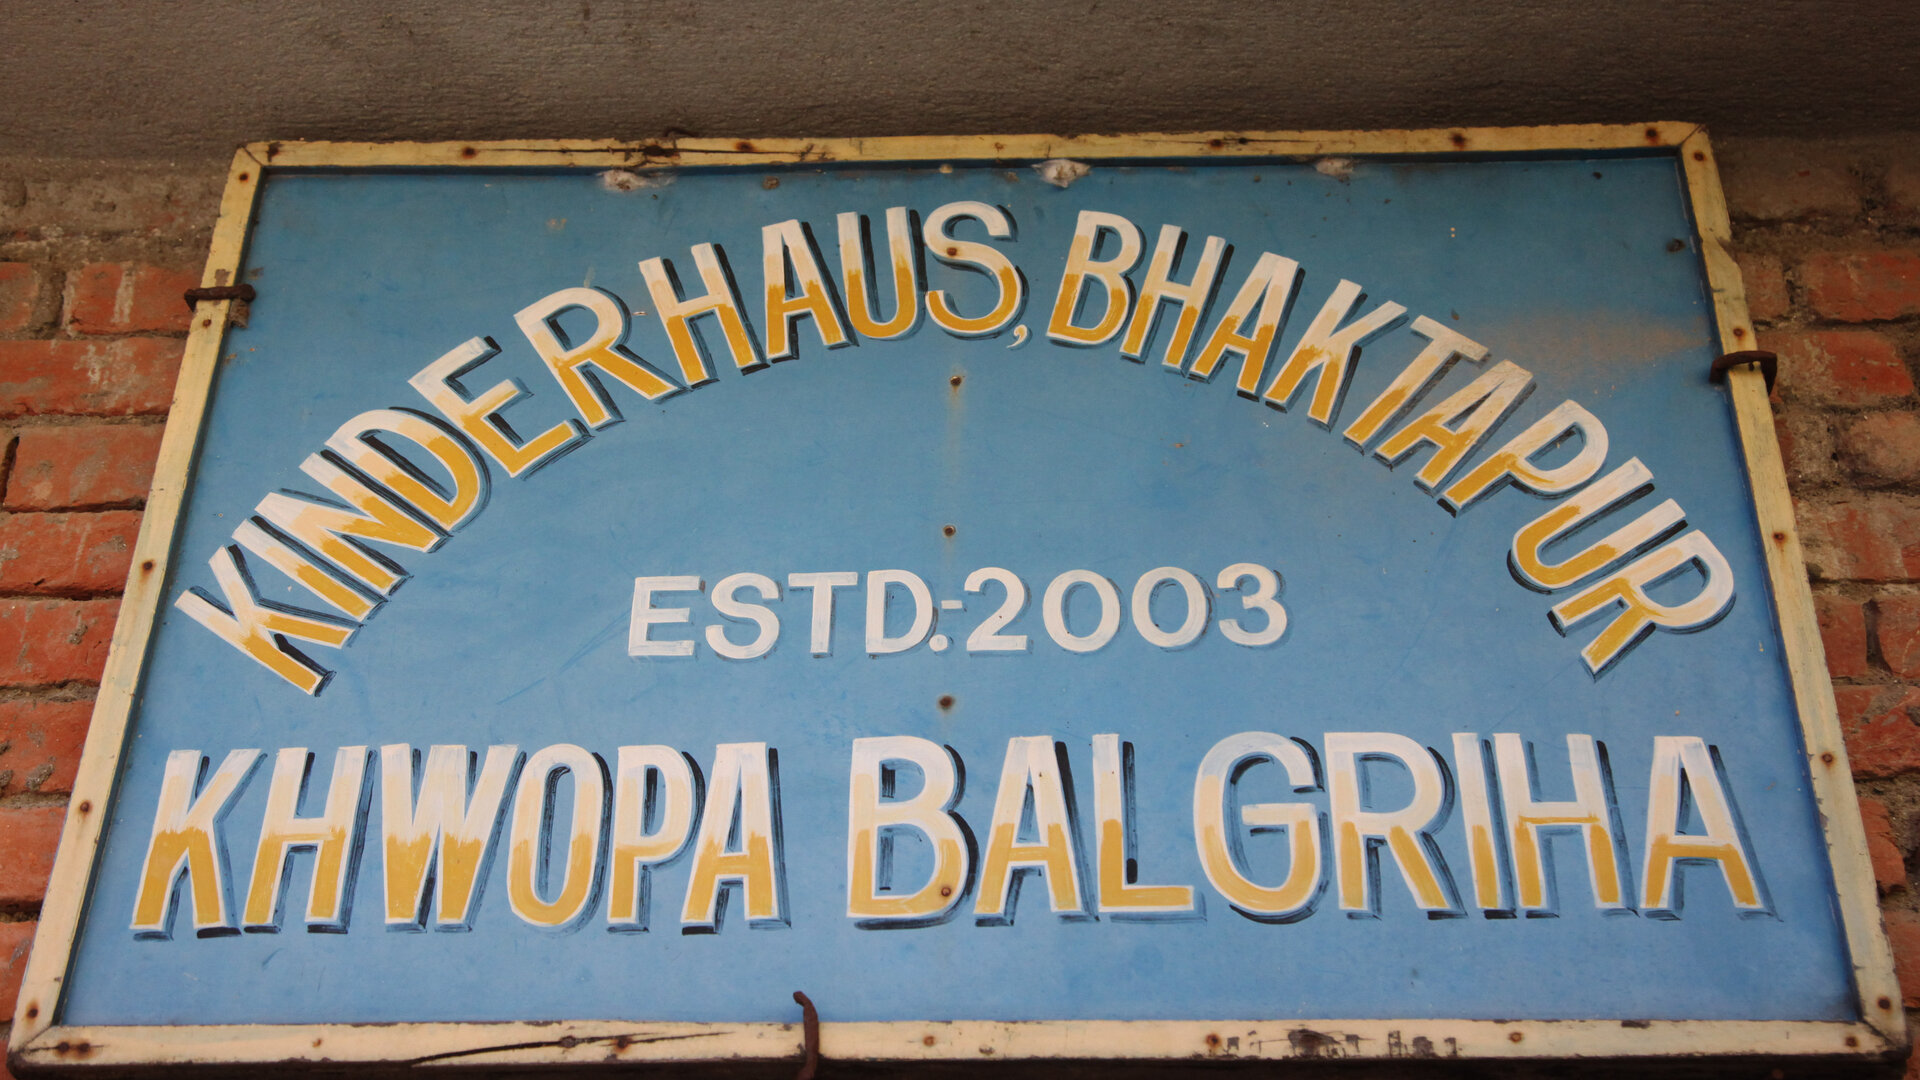 KINDERHAUS, BHAKTAPUR
ESTD.-2003
KHWOPA BALGRIHA